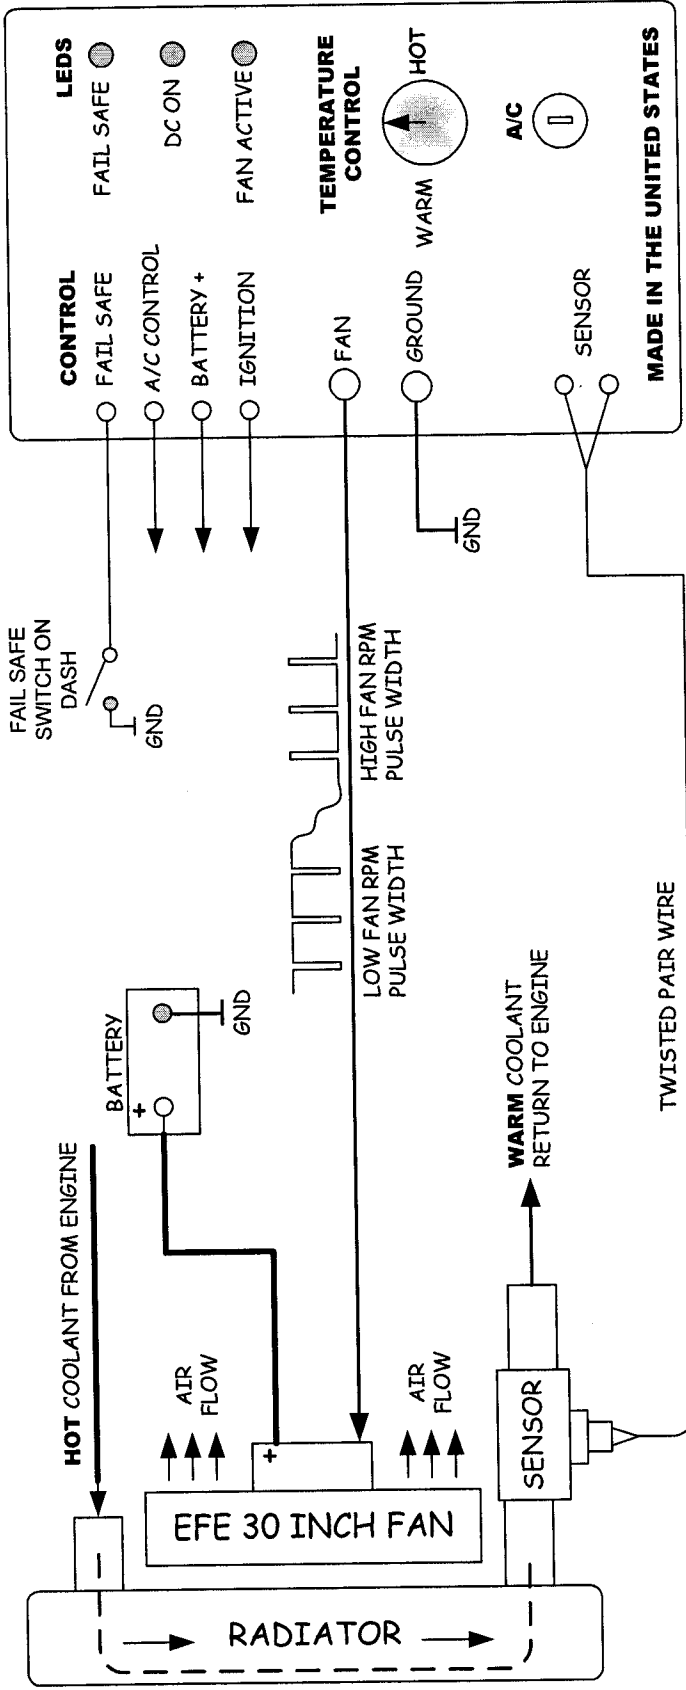 HOT COOLANT FROM ENGINE
BATTERY
+
GND
FAIL SAFE
SWITCH ON
DASH
GND
CONTROL
FAIL SAFE
A/C CONTROL
BATTERY +
IGNITION
LEDS
FAIL SAFE
DC ON
FAN ACTIVE
RADIATOR
EFE 30 INCH FAN
+
AIR
FLOW
AIR
FLOW
LOW FAN RPM
PULSE WIDTH
HIGH FAN RPM
PULSE WIDTH
FAN
GROUND
GND
TEMPERATURE
CONTROL
WARM
HOT
A/C
SENSOR
WARM COOLANT
RETURN TO ENGINE
SENSOR
TWISTED PAIR WIRE
MADE IN THE UNITED STATES